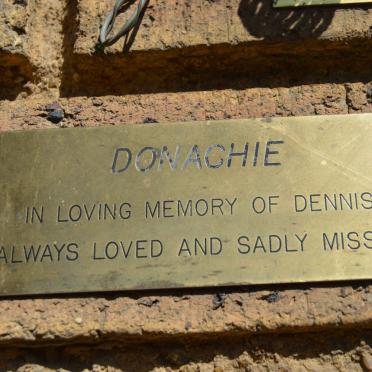 DONACHIE
IN LOVING MEMORY OF DENNIS
ALWAYS LOVED AND SADLY MISS